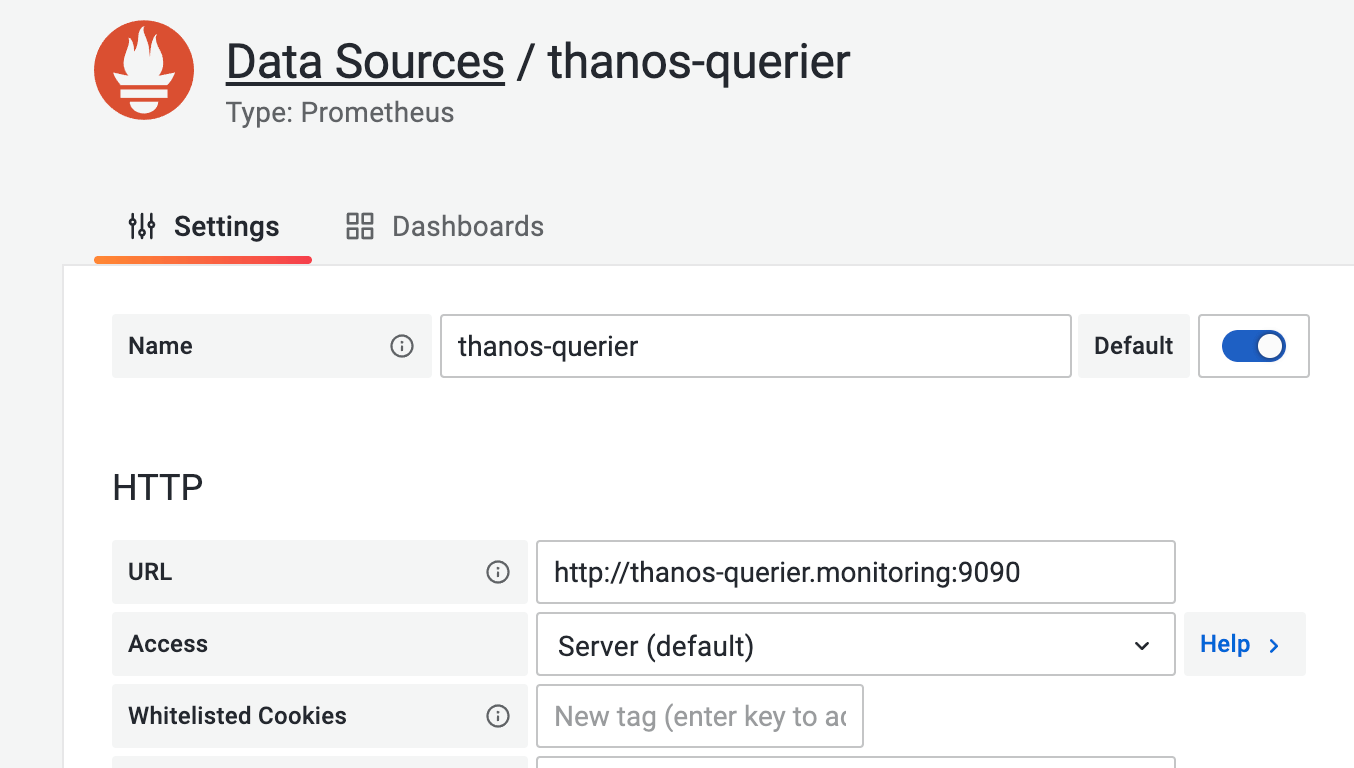 Data Sources / thanos-querier
Type: Prometheus
Settings
Dashboards
Name
thanos-querier
Default
HTTP
URL
http://thanos-querier.monitoring:9090
Access
Server (default)
Help
Whitelisted Cookies
New tag (enter key to